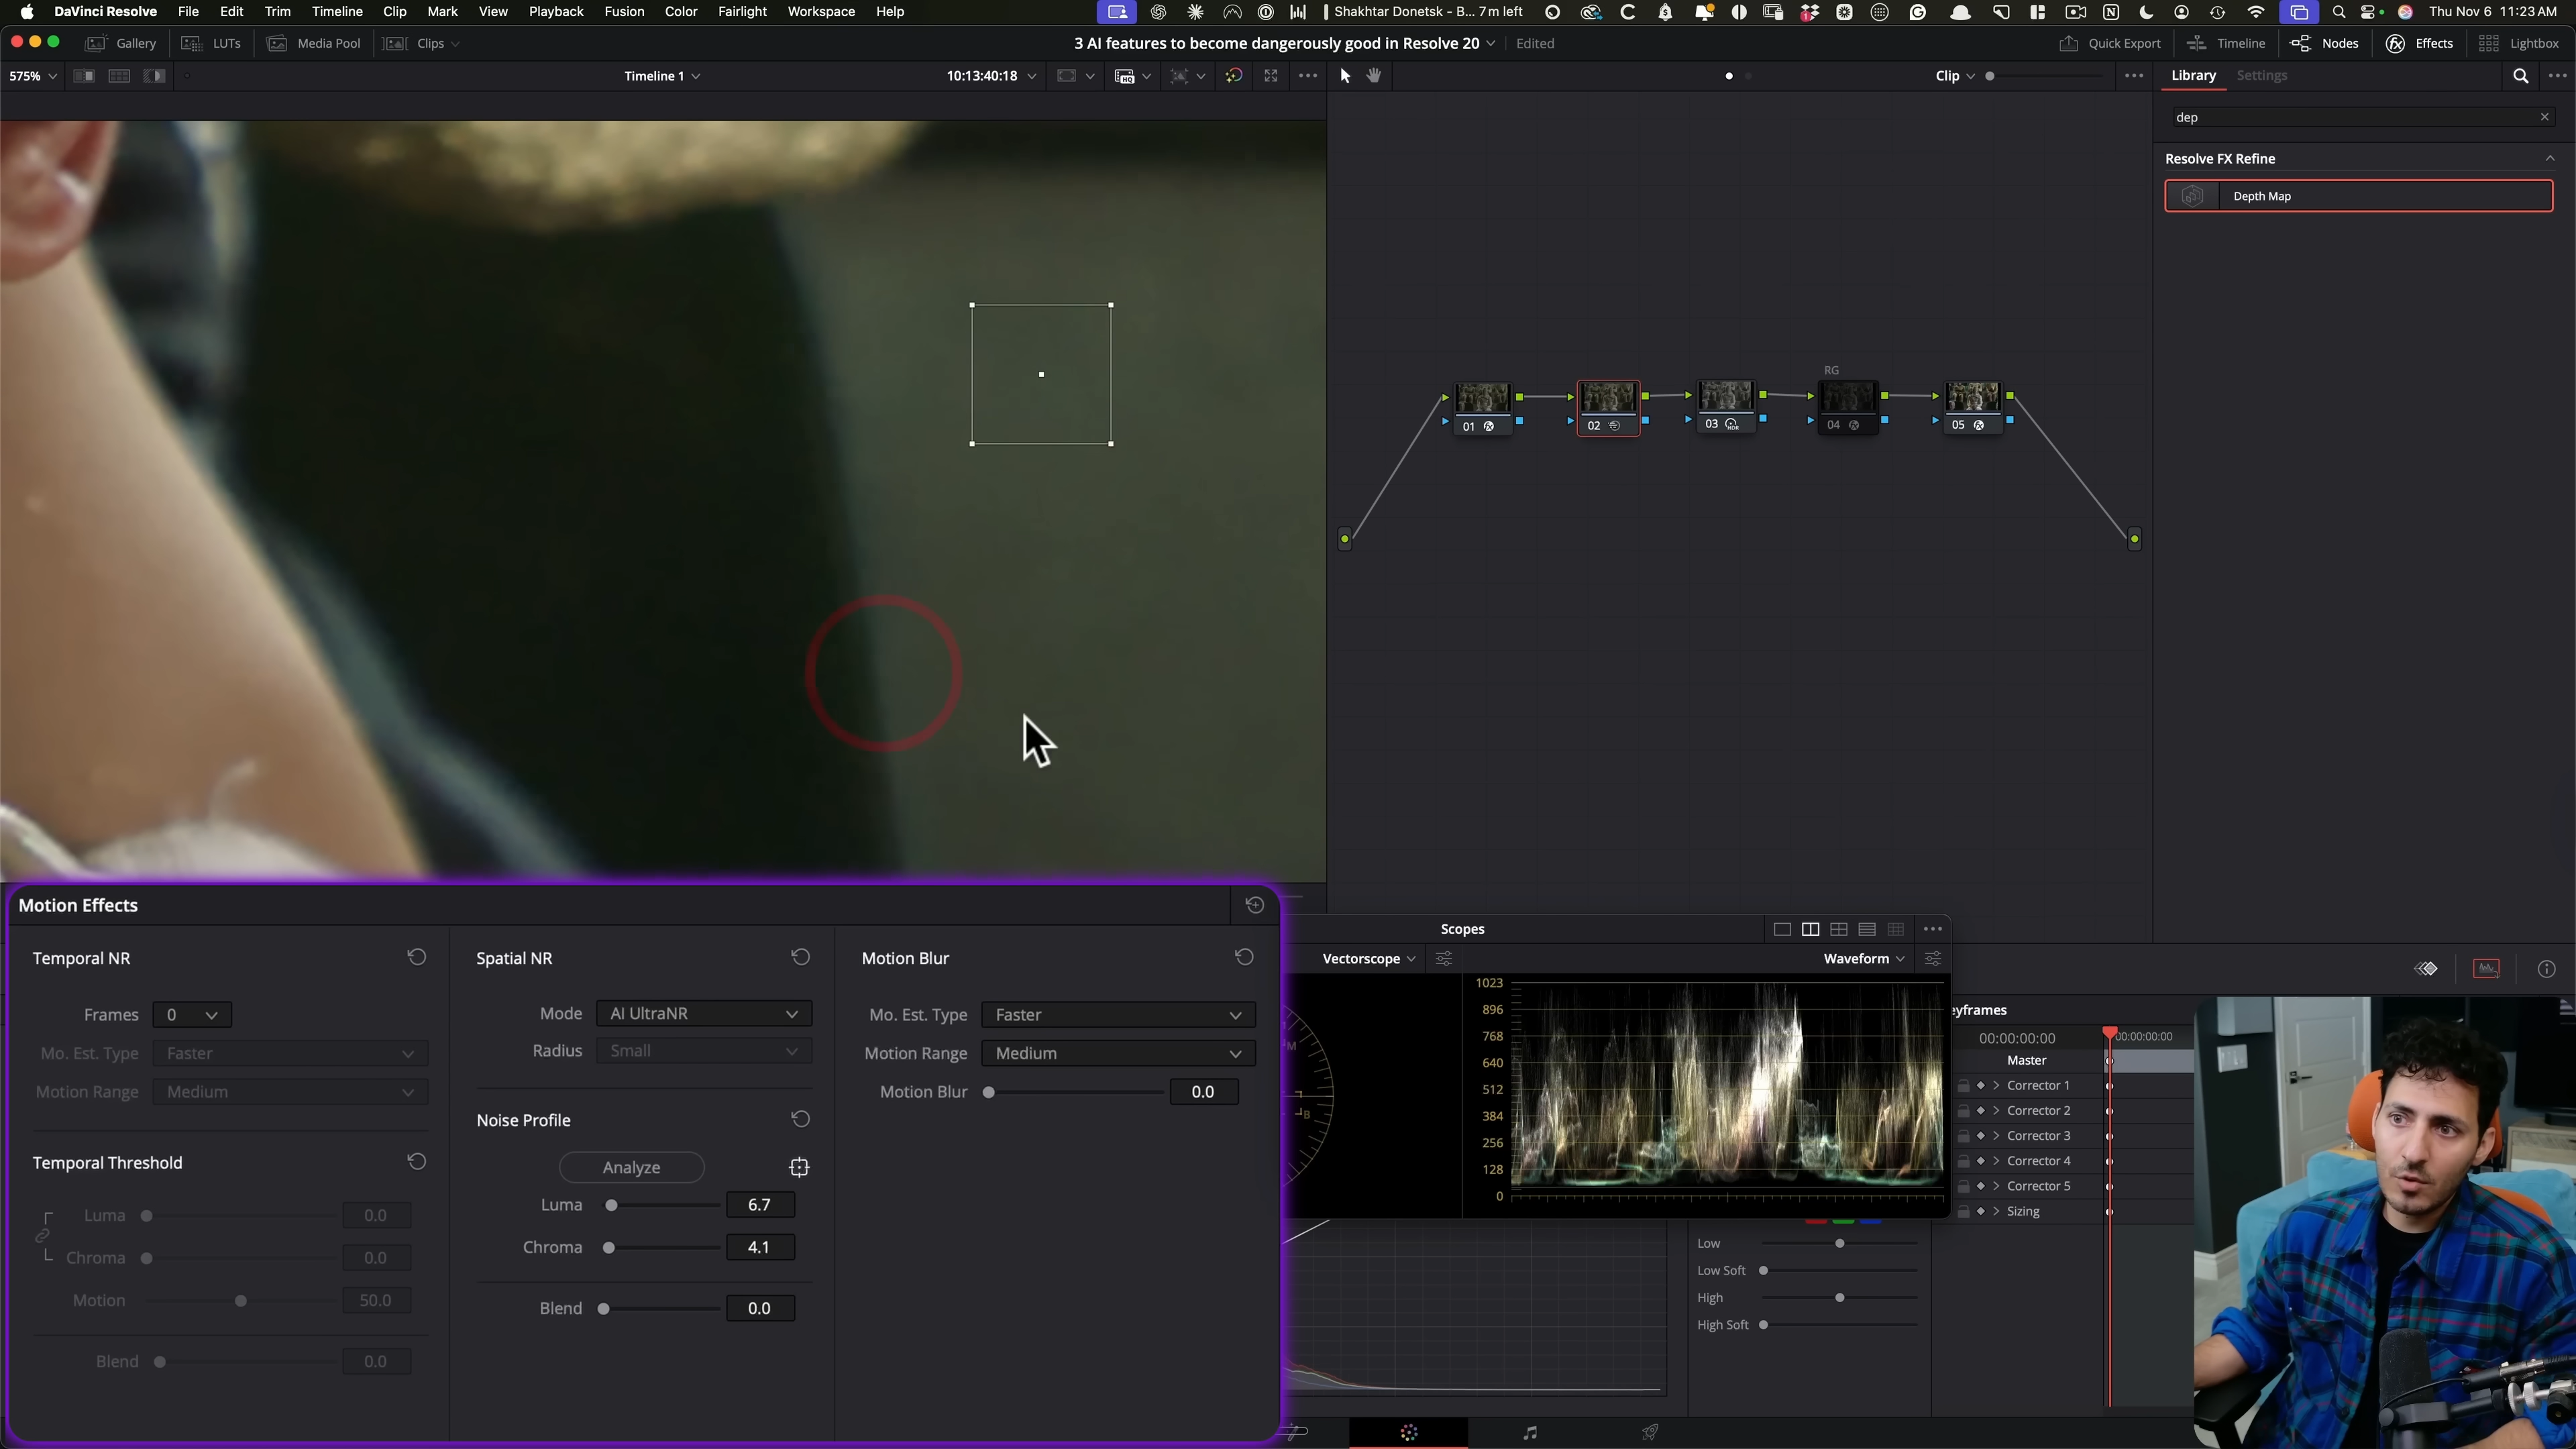 DaVinci Resolve File Edit Trim Timeline Clip Mark View Playback Fusion Color Fairlight Workspace Help
Shakhtar Donetsk - B... 7 m left
Thu Nov 6 11:23 AM
Gallery LUTs Media Pool Clips
3 AI features to become dangerously good in Resolve 20 Edited
Quick Export Timeline Nodes Effects Lightbox
575% Timeline 1 10:13:40:18 HQ
Clip
Library Settings
dep
Resolve FX Refine
Depth Map
RG
01 02 03 HDR 04 05
Motion Effects
Temporal NR
Frames 0
Mo. Est. Type Faster
Motion Range Medium
Temporal Threshold
Luma 0.0
Chroma 0.0
Motion 50.0
Blend 0.0
Spatial NR
Mode AI UltraNR
Radius Small
Noise Profile
Analyze
Luma 6.7
Chroma 4.1
Blend 0.0
Motion Blur
Mo. Est. Type Faster
Motion Range Medium
Motion Blur 0.0
Scopes
Vectorscope
M
B
Waveform
1023
896
768
640
512
384
256
128
0
Low
Low Soft
High
High Soft
eyframes
00:00:00:00 00:00:00:00
Master
Corrector 1
Corrector 2
Corrector 3
Corrector 4
Corrector 5
Sizing